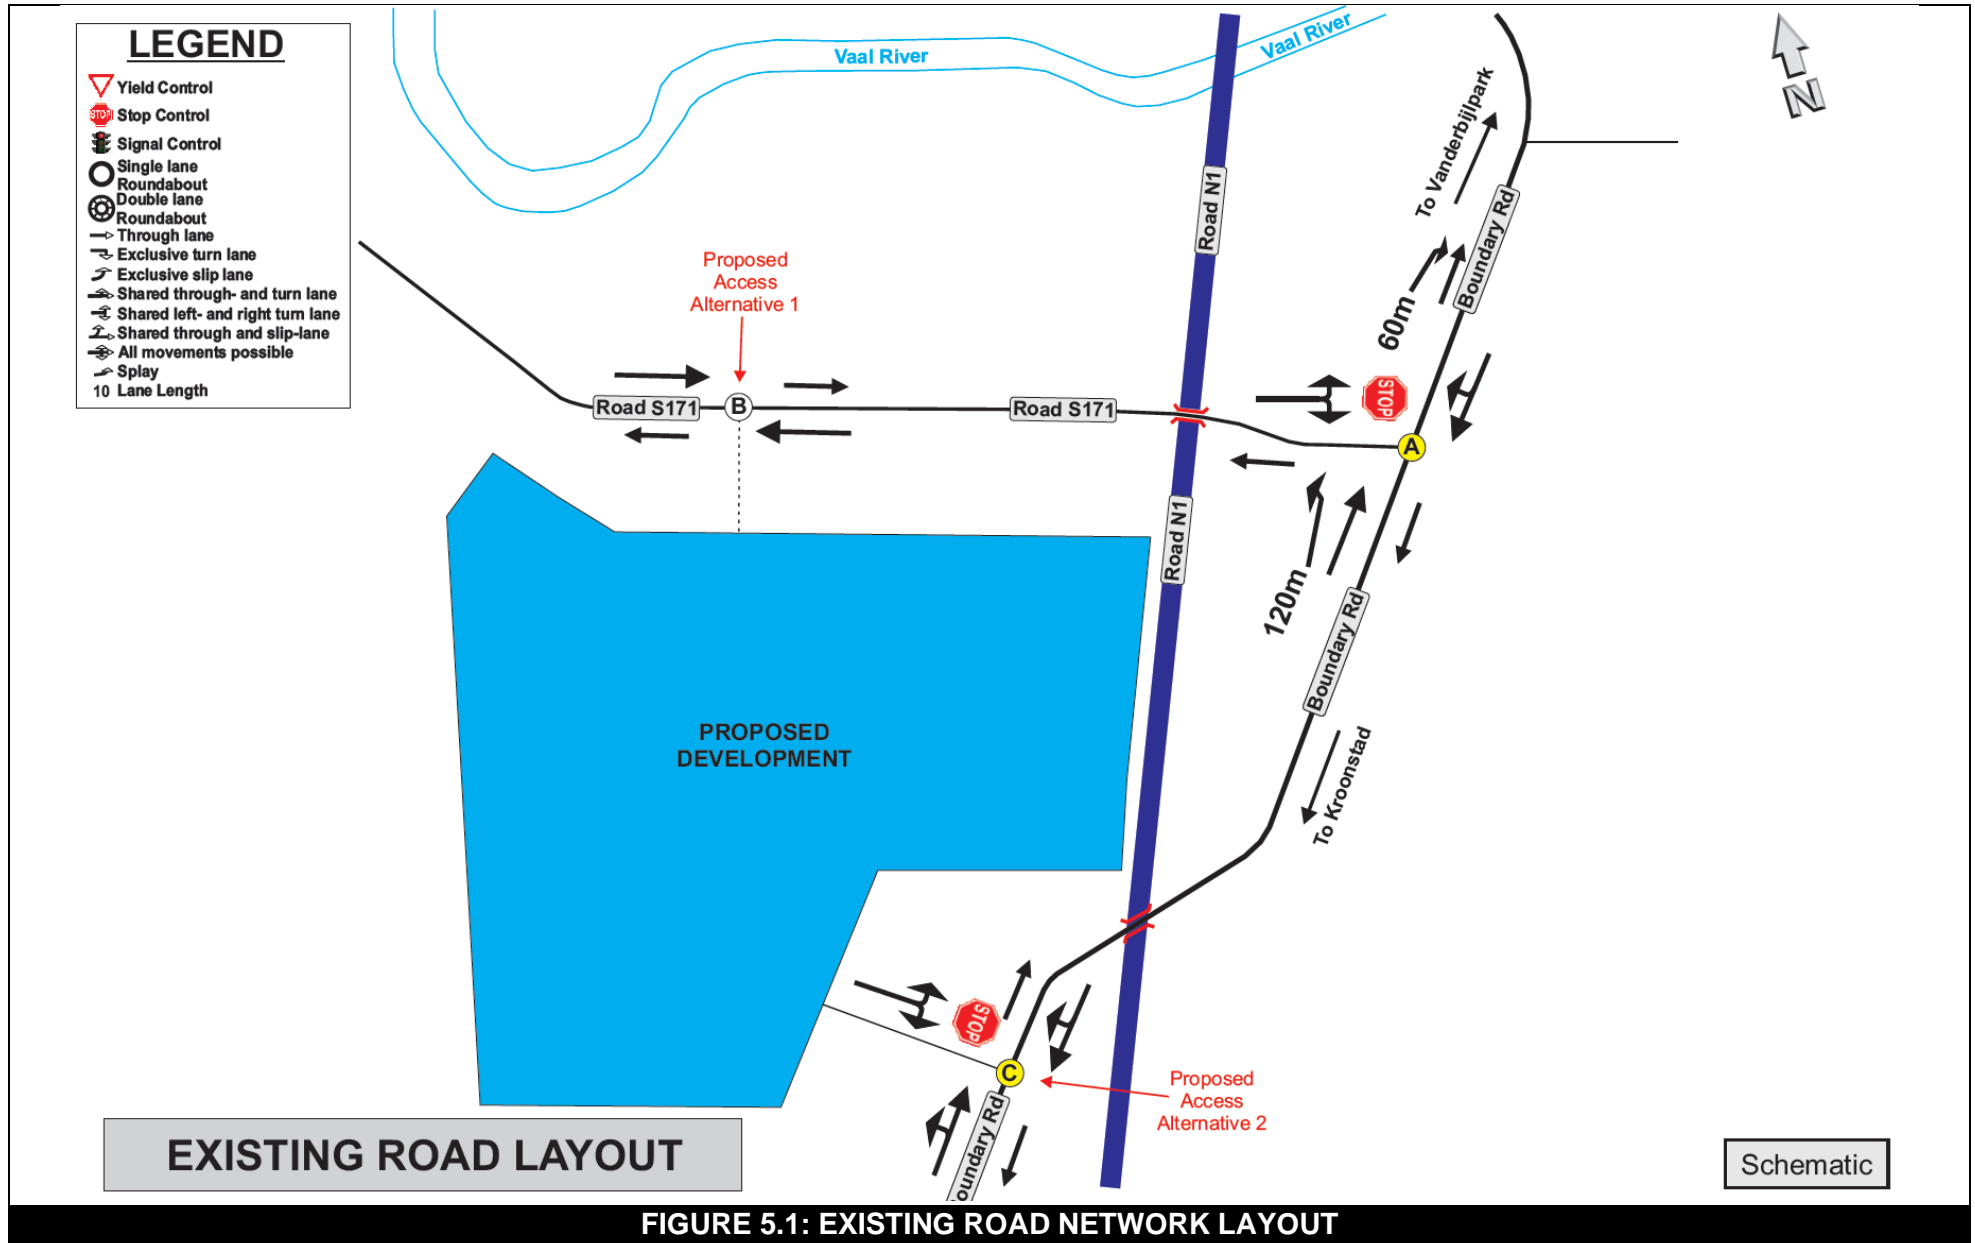 LEGEND
Yield Control
STOP
Stop Control
Signal Control
Single lane
Roundabout
Double lane
Roundabout
Through lane
Exclusive turn lane
Exclusive slip lane
Shared through- and turn lane
Shared left- and right turn lane
Shared through and slip-lane
All movements possible
Splay
10 Lane Length
Vaal River
Vaal River
N
To Vanderbijlpark
Road N1
Boundary Rd
Proposed
Access
Alternative 1
60m
Road S171
B
Road S171
STOP
A
Road N1
120m
Boundary Rd
PROPOSED
DEVELOPMENT
To Kroonstad
STOP
C
Proposed
Access
Alternative 2
oundary Rd
EXISTING ROAD LAYOUT
Schematic
FIGURE 5.1: EXISTING ROAD NETWORK LAYOUT